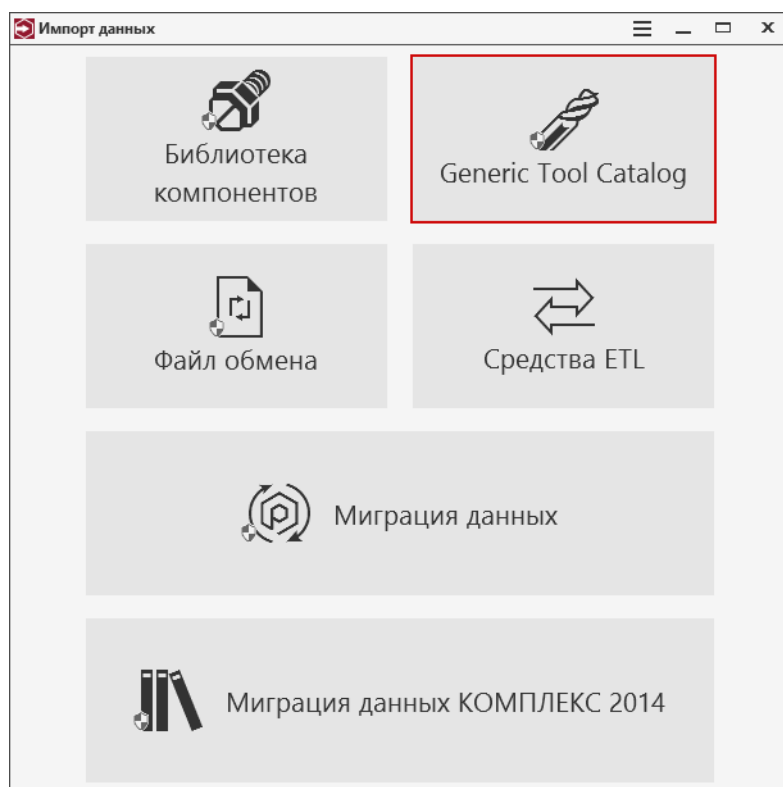 Импорт данных
Библиотека
компонентов
Generic Tool Catalog
Файл обмена
Средства ETL
Миграция данных
Миграция данных КОМПЛЕКС 2014